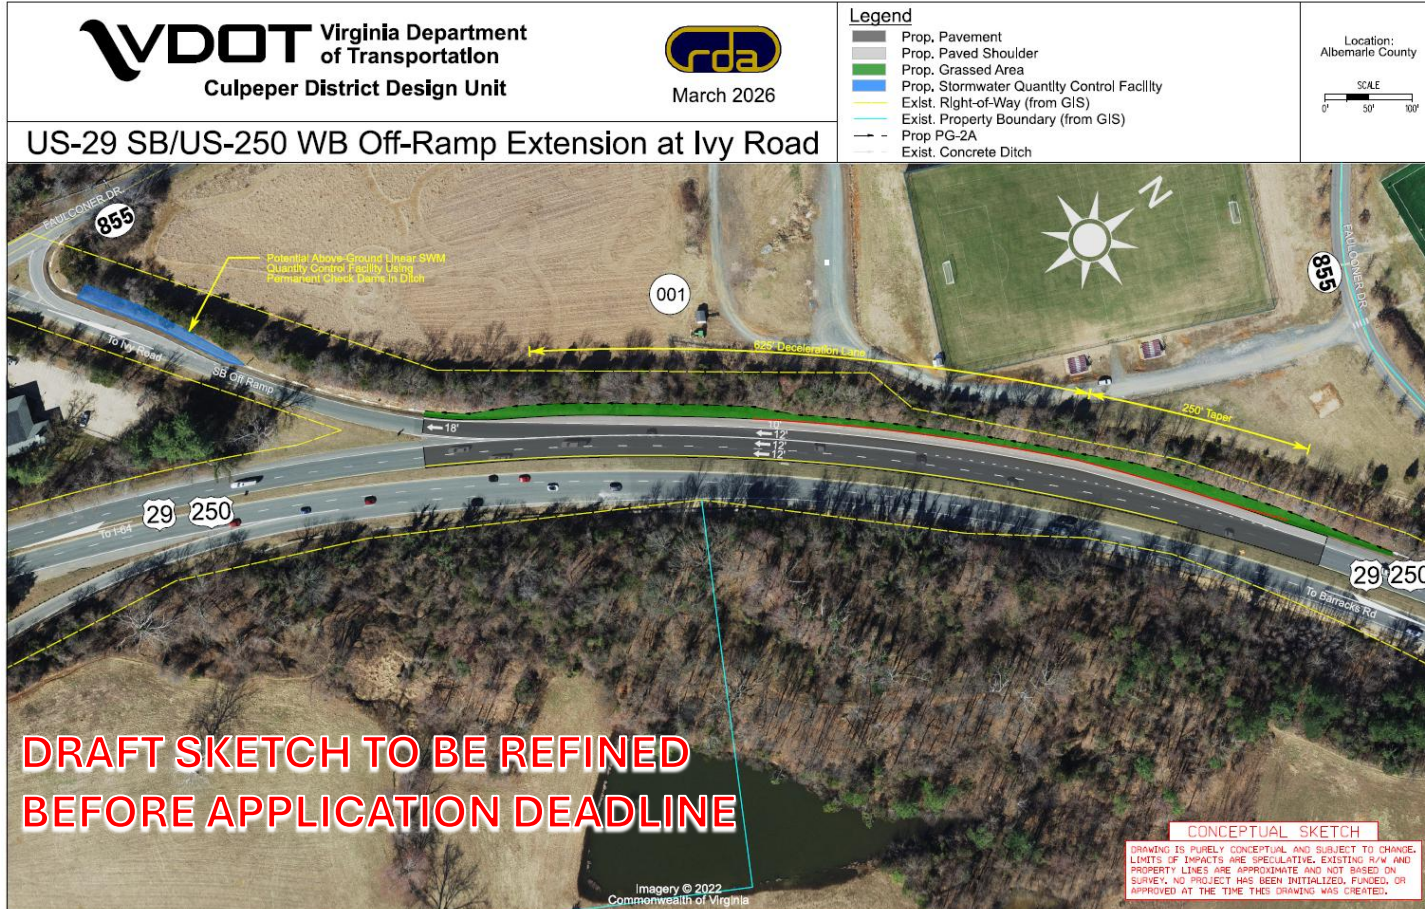 VDOT
Virginia Department
of Transportation
Culpeper District Design Unit
rda
March 2026
US-29 SB/US-250 WB Off-Ramp Extension at Ivy Road
Legend
Prop. Pavement
Prop. Paved Shoulder
Prop. Grassed Area
Prop. Stormwater Quantity Control Facility
Exist. Right-of-Way (from GIS)
Exist. Property Boundary (from GIS)
Prop PG-2A
Exist. Concrete Ditch
Location:
Albemarle County
SCALE
0' 50' 100'
FAULCONER DR.
855
Potential Above-Ground Linear SWM
Quantity Control Facility Using
Permanent Check Dams in Ditch
001
N
855
FAULCONER DR.
To Ivy Road
SB Off Ramp
625' Deceleration Lane
250' Taper
18'
10'
12'
12'
12'
29 250
To I-64
29 250
To Barracks Rd
DRAFT SKETCH TO BE REFINED
BEFORE APPLICATION DEADLINE
Imagery © 2022
Commonwealth of Virginia
CONCEPTUAL SKETCH
DRAWING IS PURELY CONCEPTUAL AND SUBJECT TO CHANGE.
LIMITS OF IMPACTS ARE SPECULATIVE. EXISTING R/W AND
PROPERTY LINES ARE APPROXIMATE AND NOT BASED ON
SURVEY. NO PROJECT HAS BEEN INITIALIZED, FUNDED, OR
APPROVED AT THE TIME THIS DRAWING WAS CREATED.